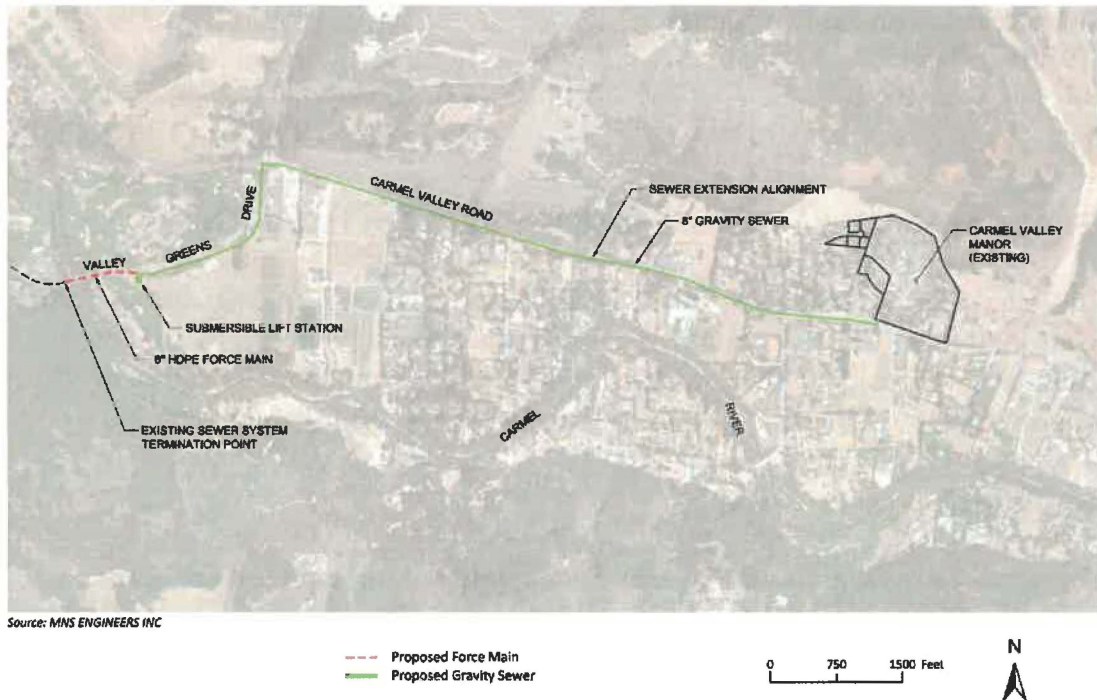 CARMEL VALLEY ROAD
SEWER EXTENSION ALIGNMENT
8" GRAVITY SEWER
DRIVE
GREENS
VALLEY
CARMEL VALLEY
MANOR
(EXISTING)
SUBMERSIBLE LIFT STATION
6" HDPE FORCE MAIN
CARMEL
RIVER
EXISTING SEWER SYSTEM
TERMINATION POINT
Source: MNS ENGINEERS INC
Proposed Force Main
Proposed Gravity Sewer
0 750 1500 Feet
N